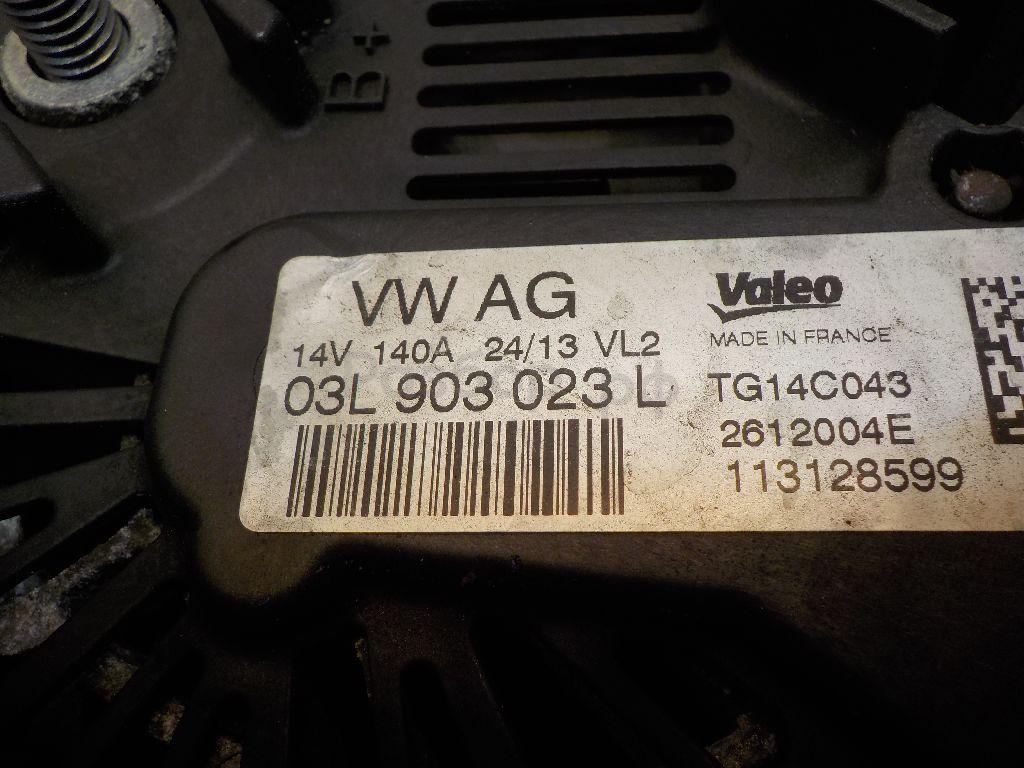 B+
VW AG
14V 140A 24/13 VL2
03L 903 023 L
Valeo
MADE IN FRANCE
TG14C043
2612004E
113128599